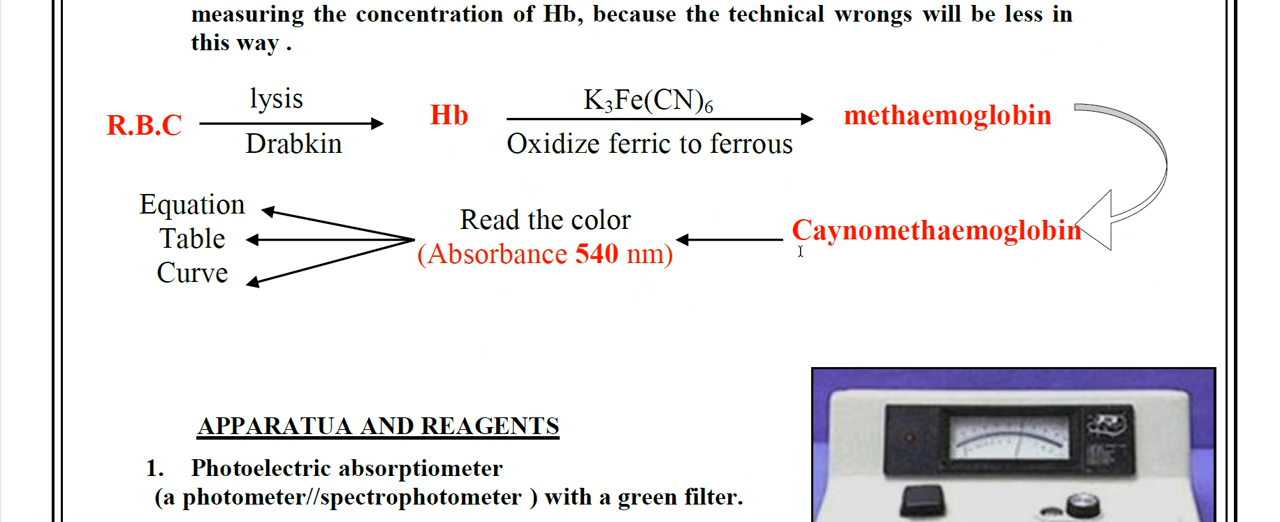 measuring the concentration of Hb, because the technical wrongs will be less in
this way .
lysis
R.B.C
Drabkin
Hb
K₃Fe(CN)₆
Oxidize ferric to ferrous
methaemoglobin
Caynomethaemoglobin
Read the color
(Absorbance 540 nm)
Equation
Table
Curve
APPARATUA AND REAGENTS
1. Photoelectric absorptiometer
(a photometer//spectrophotometer ) with a green filter.